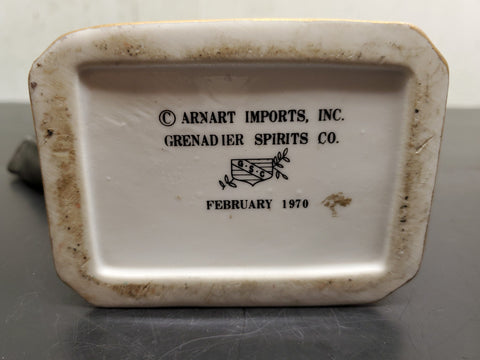 © ARNART IMPORTS, INC.
GRENADIER SPIRITS CO.
G S C
FEBRUARY 1970